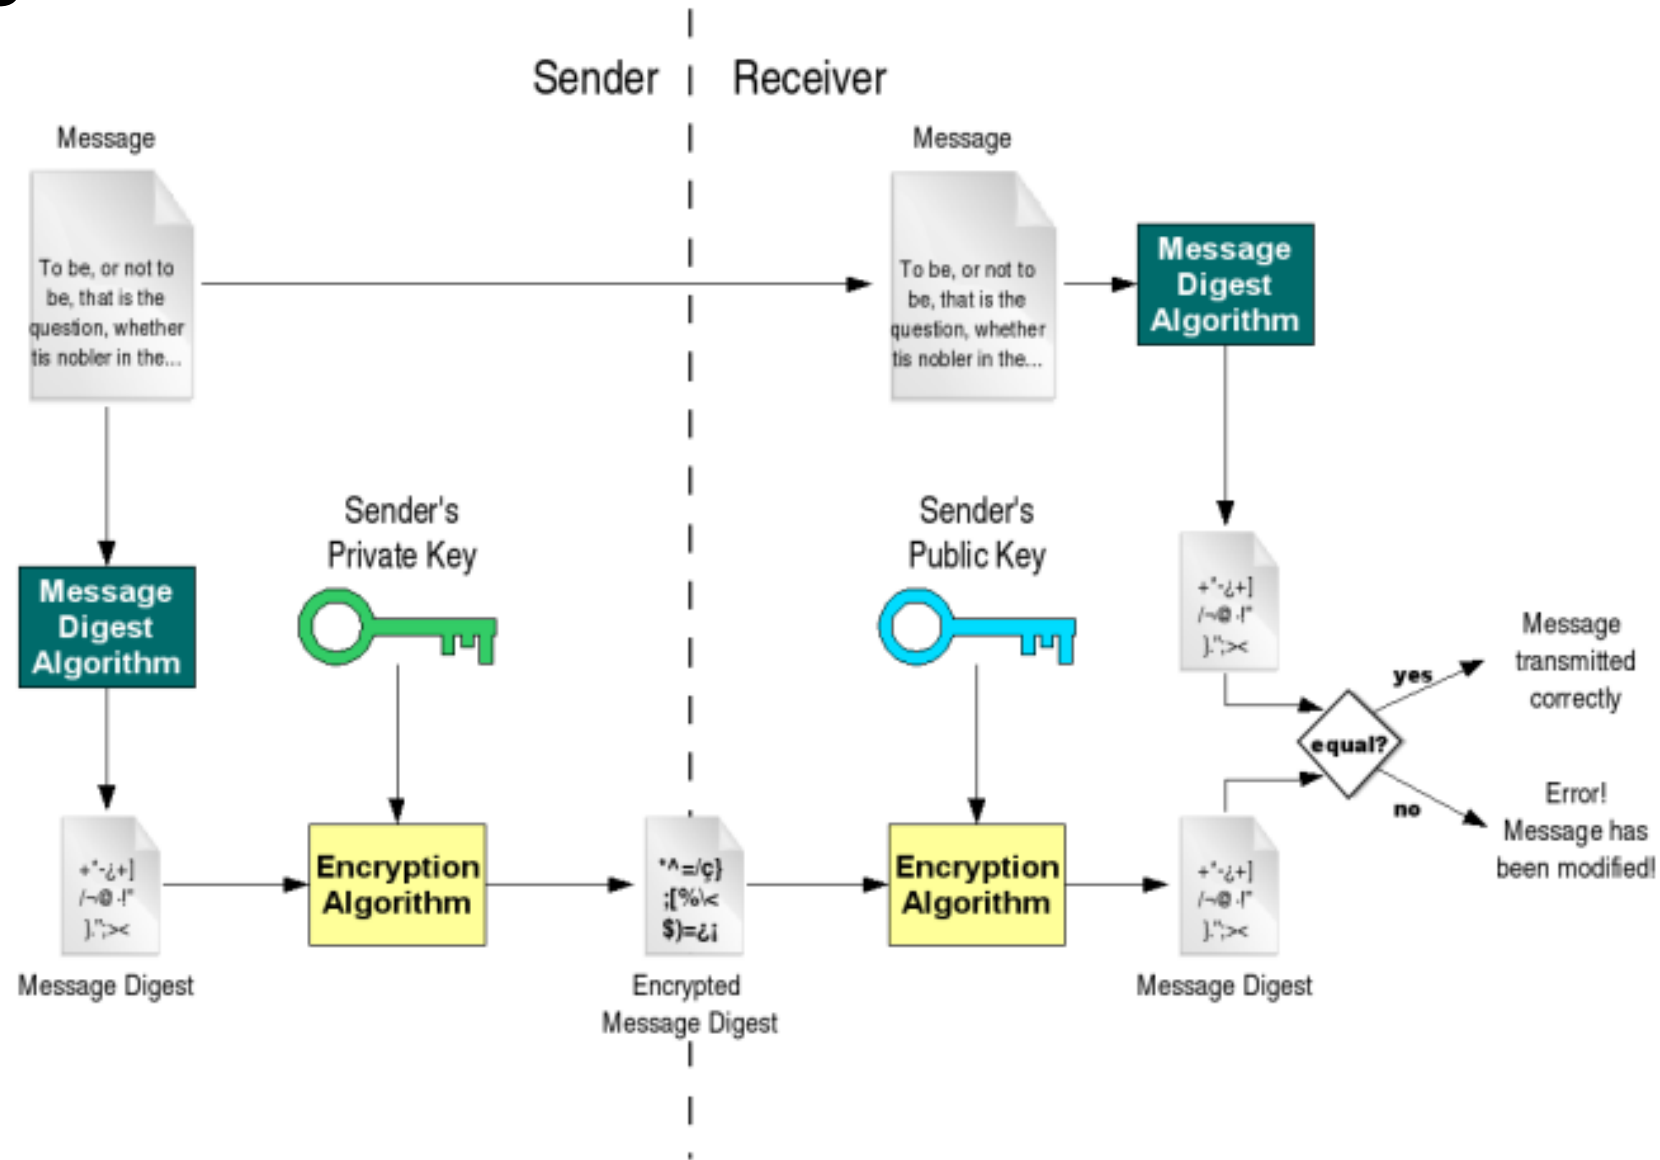 Sender
Receiver
Message
To be, or not to
be, that is the
question, whether
tis nobler in the...
Message
To be, or not to
be, that is the
question, whether
tis nobler in the...
Message
Digest
Algorithm
Sender's
Private Key
Sender's
Public Key
Message
Digest
Algorithm
+*-¿+]
/¬@·!"
}.";><
yes
Message
transmitted
correctly
equal?
no
Error!
Message has
been modified!
+*-¿+]
/¬@·!"
}.";><
Message Digest
Encryption
Algorithm
*^=/ç}
;[%\<
$)=¿¡
Encrypted
Message Digest
Encryption
Algorithm
+*-¿+]
/¬@·!"
}.";><
Message Digest